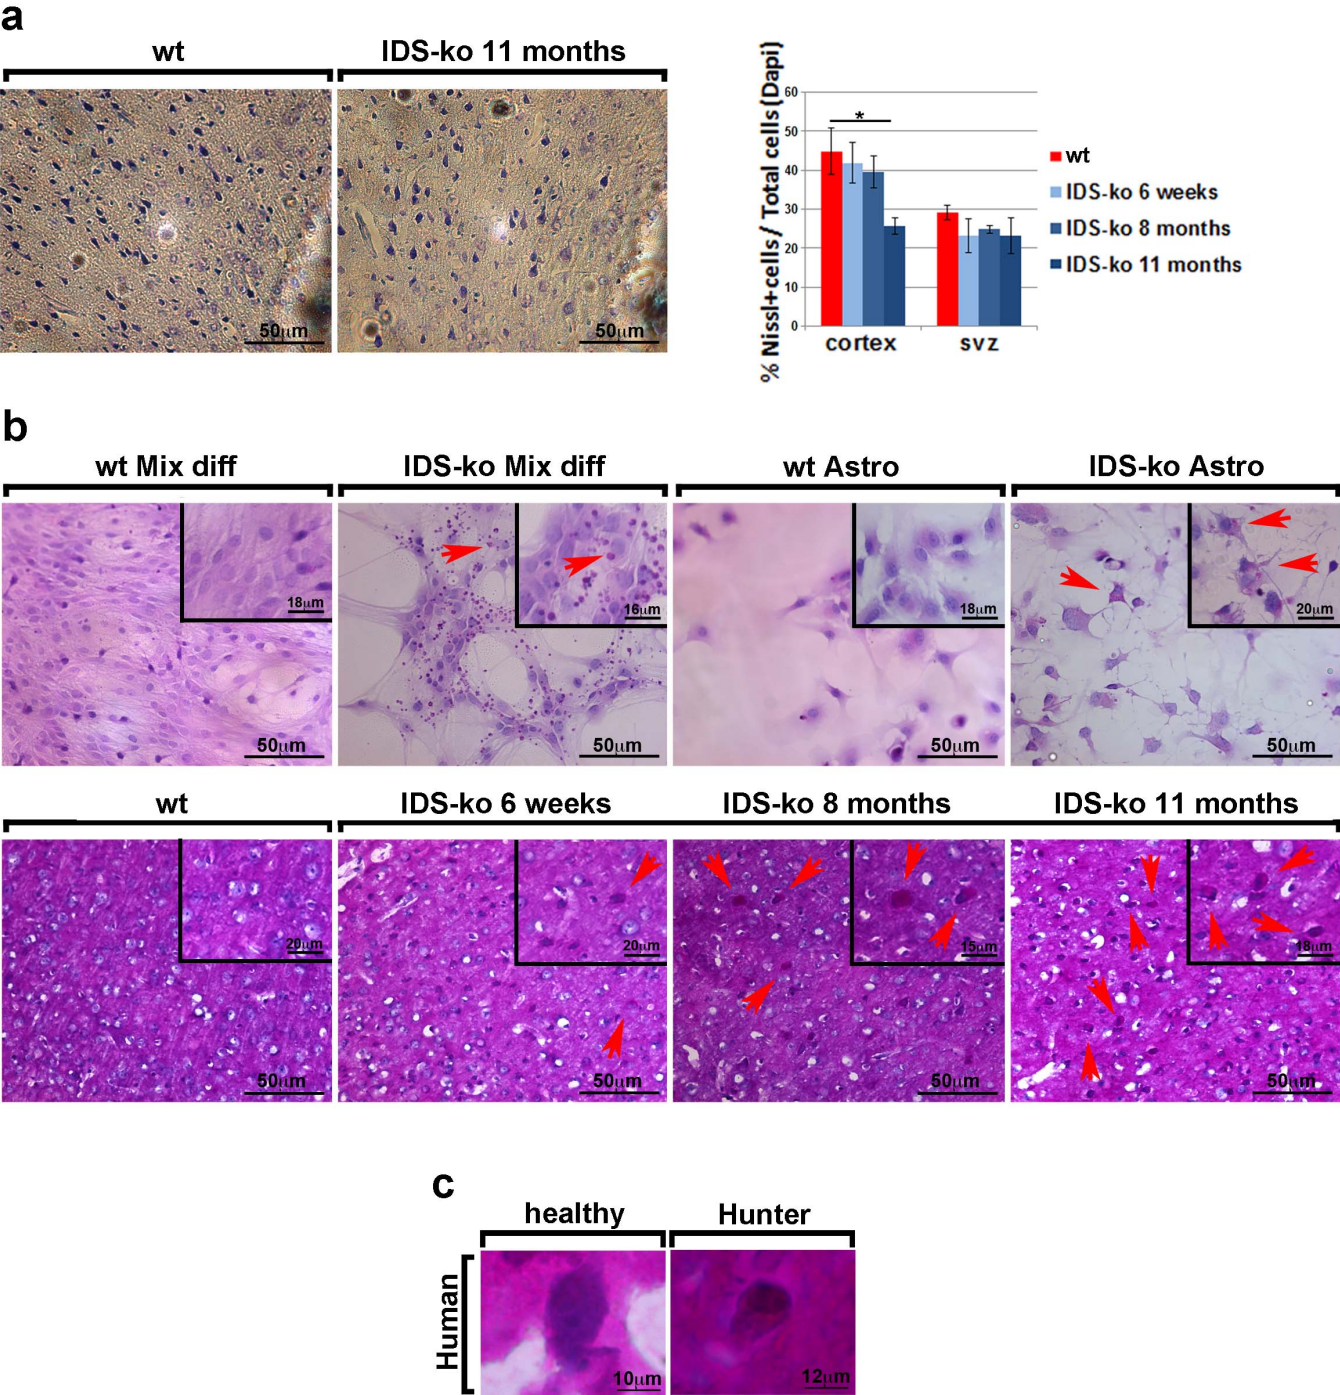 a
wt
IDS-ko 11 months
50µm
50µm
% Nissl+cells/ Total cells(Dapi)
60
50
40
30
20
10
0
*
cortex
svz
wt
IDS-ko 6 weeks
IDS-ko 8 months
IDS-ko 11 months
b
wt Mix diff
IDS-ko Mix diff
wt Astro
IDS-ko Astro
18µm
50µm
16µm
50µm
18µm
50µm
20µm
50µm
wt
IDS-ko 6 weeks
IDS-ko 8 months
IDS-ko 11 months
20µm
50µm
20µm
50µm
15µm
50µm
18µm
50µm
c
healthy
Hunter
Human
10µm
12µm